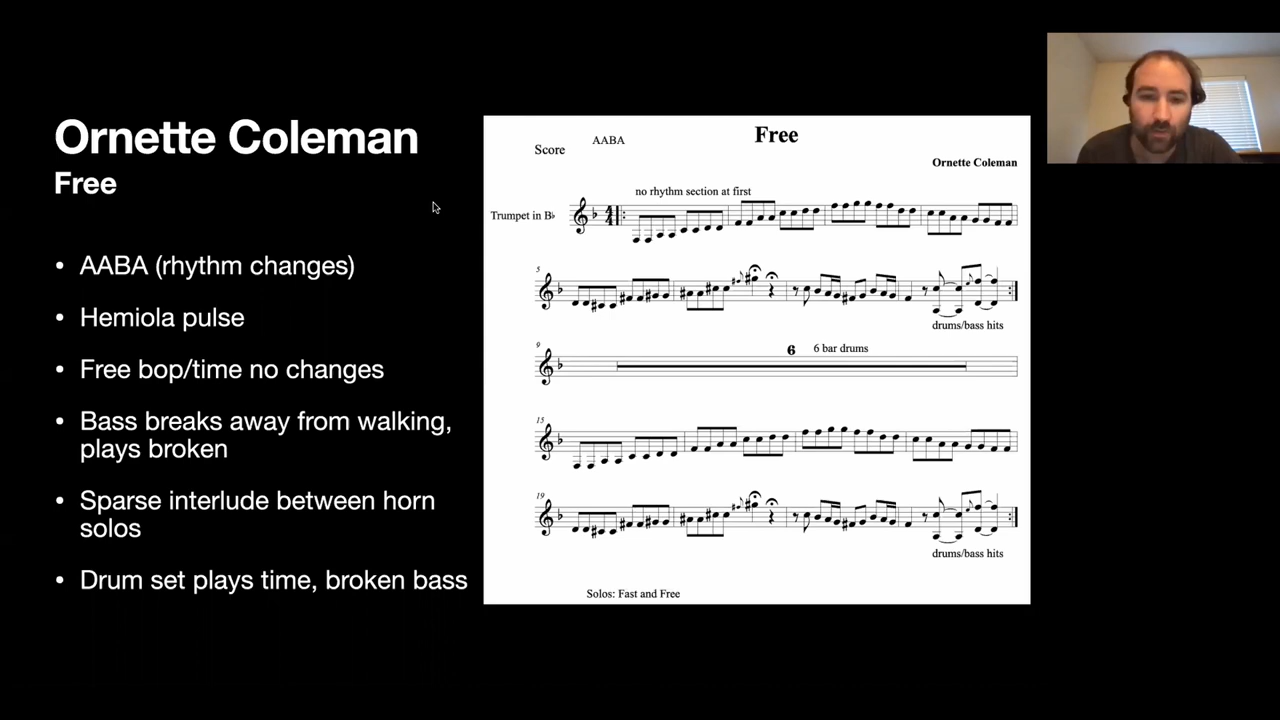 Ornette Coleman
Free
• AABA (rhythm changes)
• Hemiola pulse
• Free bop/time no changes
• Bass breaks away from walking,
plays broken
• Sparse interlude between horn
solos
• Drum set plays time, broken bass
Free
Score
AABA
Ornette Coleman
no rhythm section at first
Trumpet in B♭
4
4
5
drums/bass hits
9
6
6 bar drums
15
19
drums/bass hits
Solos: Fast and Free